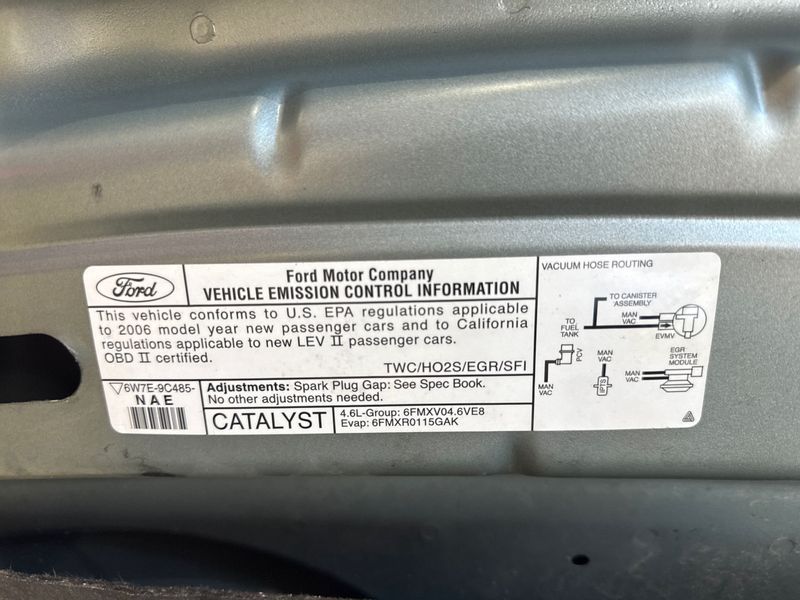 Ford
Ford Motor Company
VEHICLE EMISSION CONTROL INFORMATION
This vehicle conforms to U.S. EPA regulations applicable
to 2006 model year new passenger cars and to California
regulations applicable to new LEV II passenger cars.
OBD II certified.
TWC/HO2S/EGR/SFI
6W7E-9C485-
NAE
Adjustments: Spark Plug Gap: See Spec Book.
No other adjustments needed.
CATALYST
4.6L-Group: 6FMXV04.6VE8
Evap: 6FMXR0115GAK
VACUUM HOSE ROUTING
TO CANISTER
ASSEMBLY
MAN
VAC
TO
FUEL
TANK
EVMV
PCV
MAN
VAC
MAN
VAC
IPTS
EGR
SYSTEM
MODULE
MAN
VAC